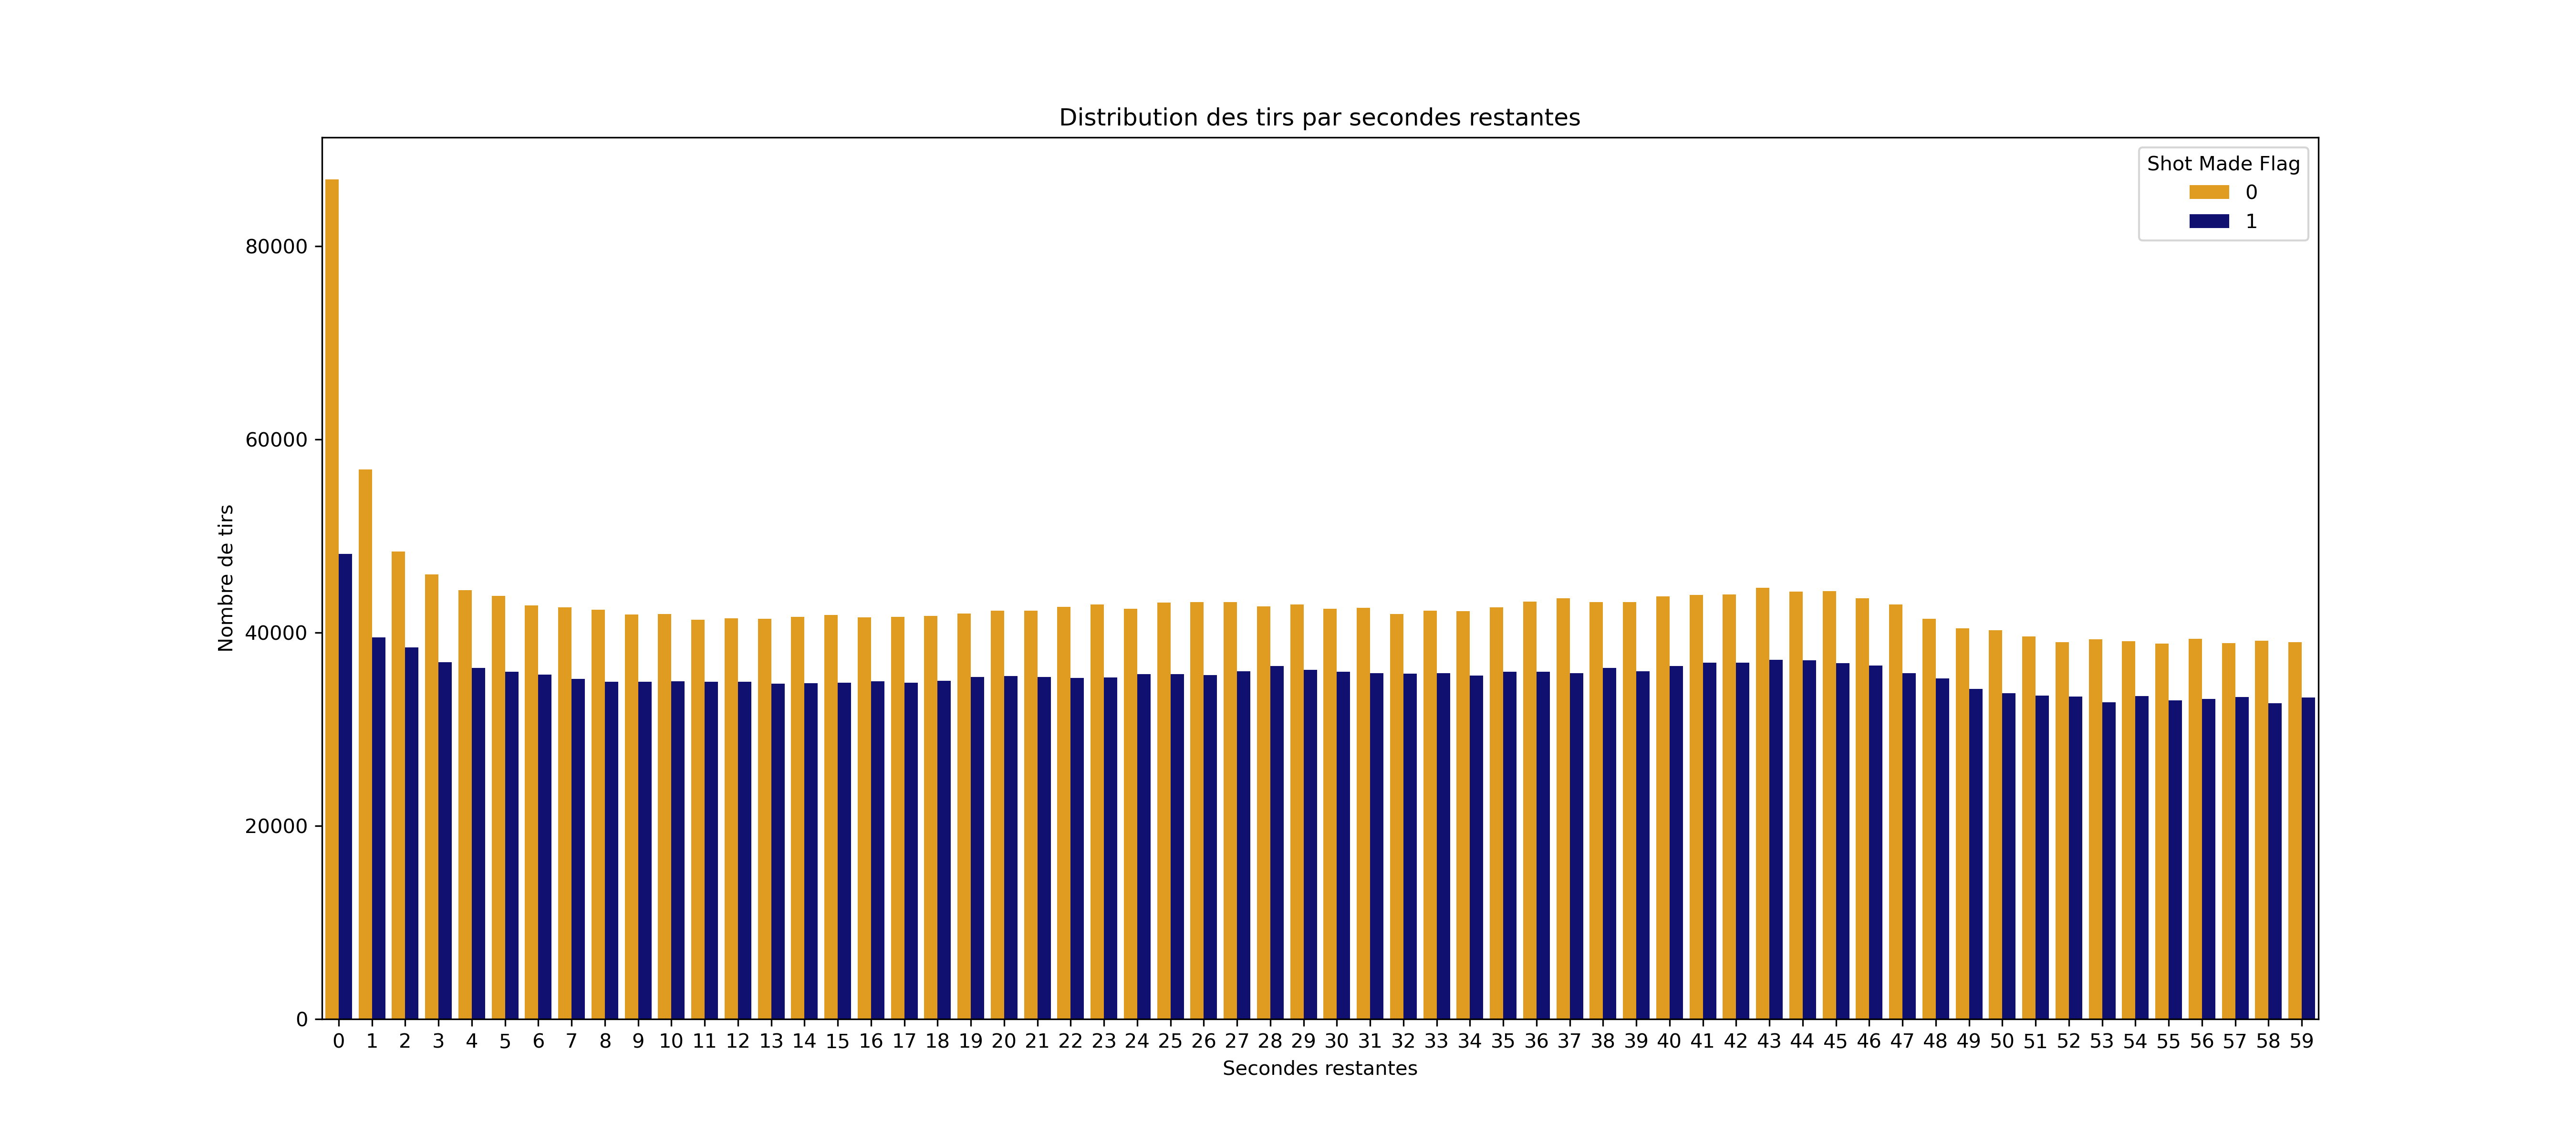 Distribution des tirs par secondes restantes
Shot Made Flag
0
1
80000
60000
40000
20000
0
Nombre de tirs
0 1 2 3 4 5 6 7 8 9 10 11 12 13 14 15 16 17 18 19 20 21 22 23 24 25 26 27 28 29 30 31 32 33 34 35 36 37 38 39 40 41 42 43 44 45 46 47 48 49 50 51 52 53 54 55 56 57 58 59
Secondes restantes